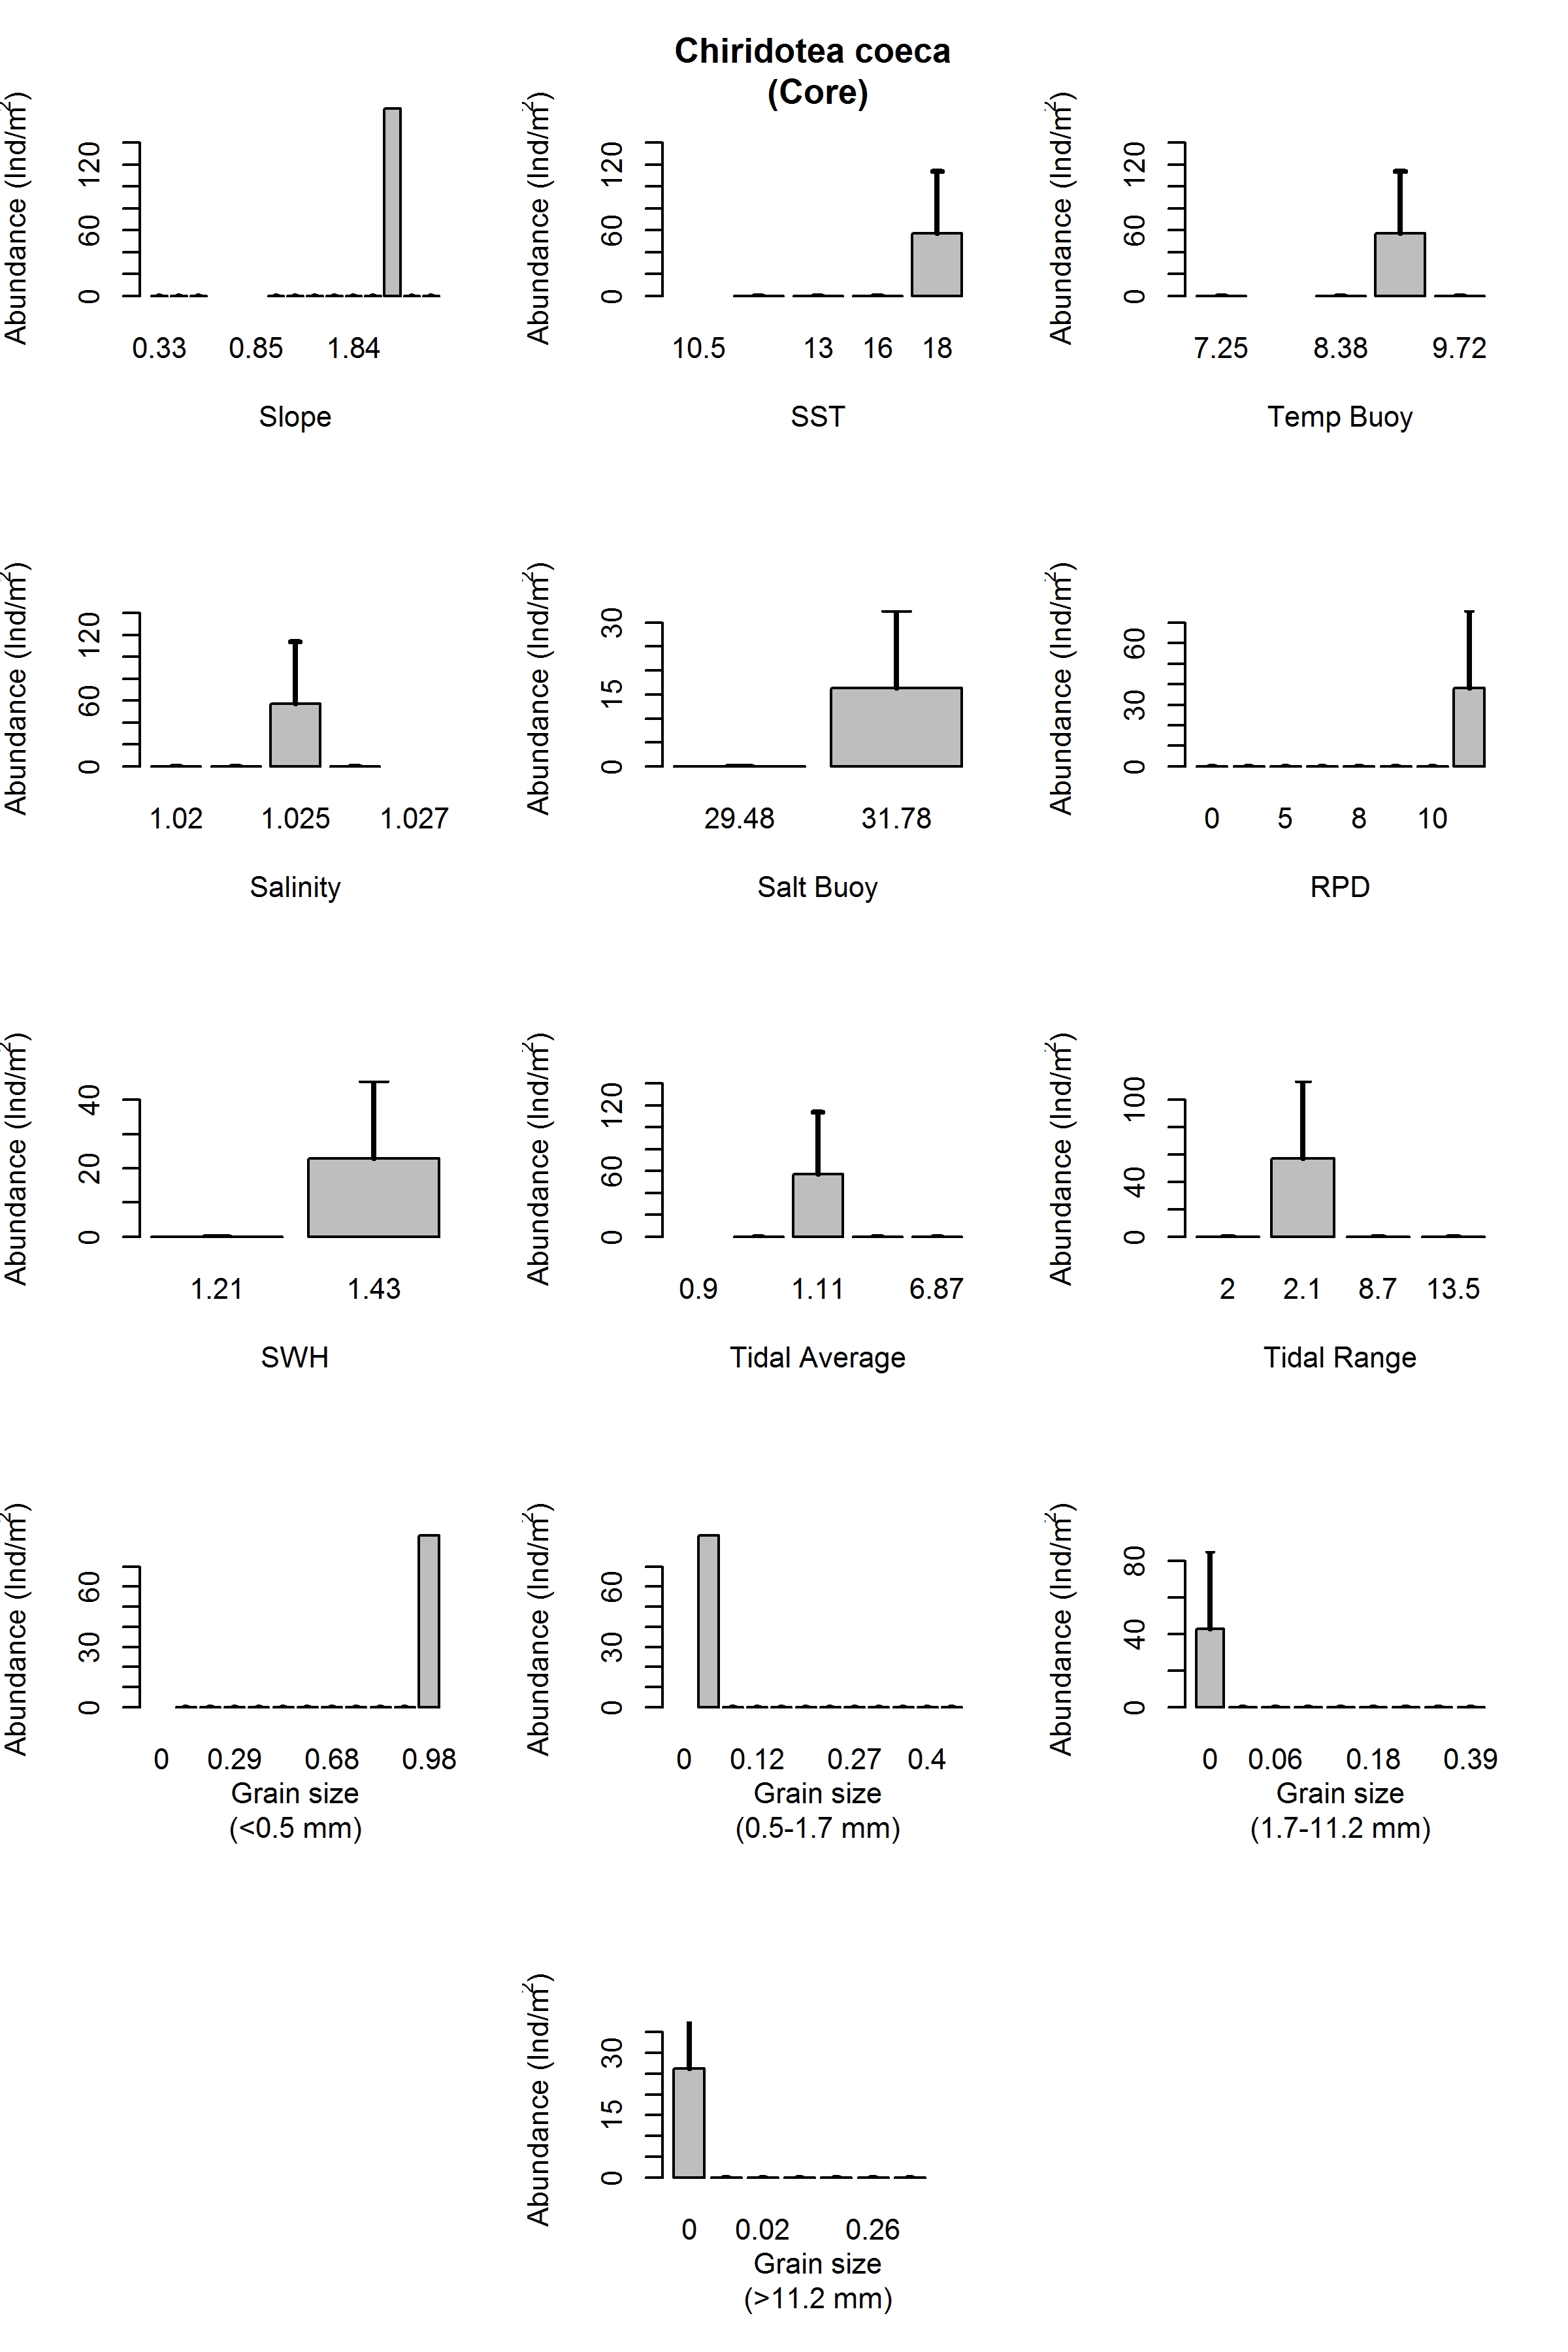 Chiridotea coeca
(Core)
Abundance (Ind/m²)
0 60 120
0.33 0.85 1.84
Slope
Abundance (Ind/m²)
0 60 120
10.5 13 16 18
SST
Abundance (Ind/m²)
0 60 120
7.25 8.38 9.72
Temp Buoy
Abundance (Ind/m²)
0 60 120
1.02 1.025 1.027
Salinity
Abundance (Ind/m²)
0 15 30
29.48 31.78
Salt Buoy
Abundance (Ind/m²)
0 30 60
0 5 8 10
RPD
Abundance (Ind/m²)
0 20 40
1.21 1.43
SWH
Abundance (Ind/m²)
0 60 120
0.9 1.11 6.87
Tidal Average
Abundance (Ind/m²)
0 40 100
2 2.1 8.7 13.5
Tidal Range
Abundance (Ind/m²)
0 30 60
0 0.29 0.68 0.98
Grain size
(<0.5 mm)
Abundance (Ind/m²)
0 30 60
0 0.12 0.27 0.4
Grain size
(0.5-1.7 mm)
Abundance (Ind/m²)
0 40 80
0 0.06 0.18 0.39
Grain size
(1.7-11.2 mm)
Abundance (Ind/m²)
0 15 30
0 0.02 0.26
Grain size
(>11.2 mm)